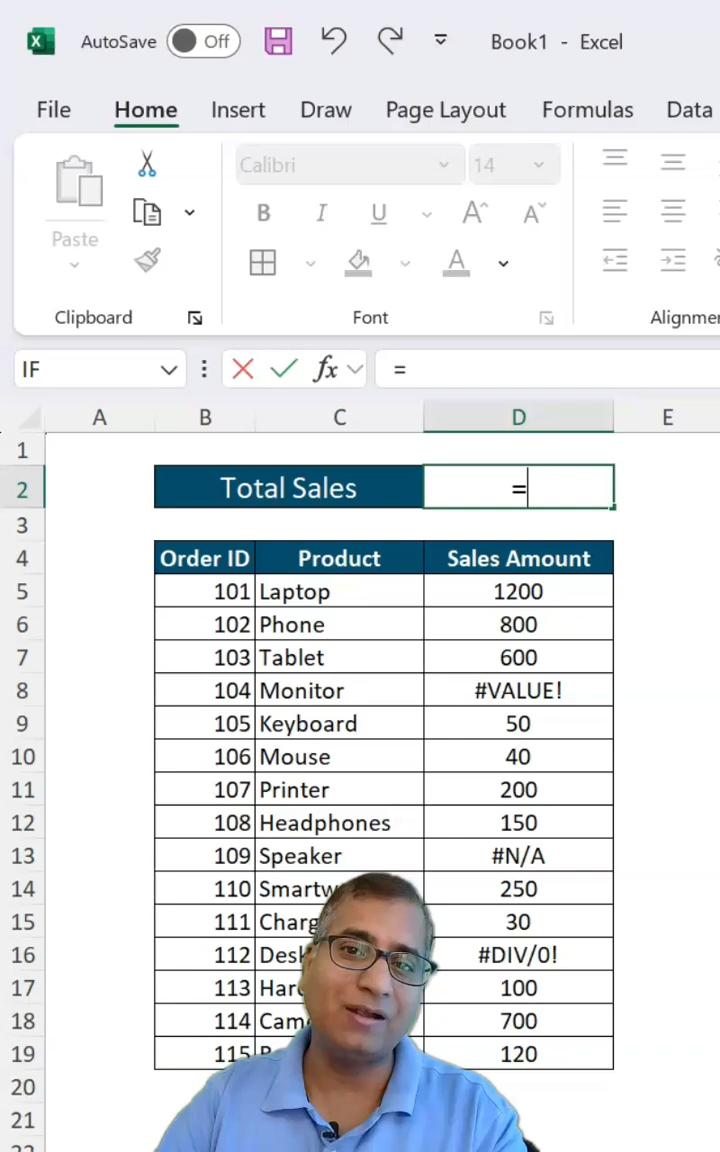 AutoSave Off Book1 - Excel
File Home Insert Draw Page Layout Formulas Data
Calibri 14
B I U A A
Paste A
Clipboard Font
IF fx =
A B C D E
1
2 Total Sales =
3
4 Order ID Product Sales Amount
5 101 Laptop 1200
6 102 Phone 800
7 103 Tablet 600
8 104 Monitor #VALUE!
9 105 Keyboard 50
10 106 Mouse 40
11 107 Printer 200
12 108 Headphones 150
13 109 Speaker #N/A
14 110 250
15 111 30
16 112 #DIV/0!
17 113 100
18 114 700
19 115 120
20
21